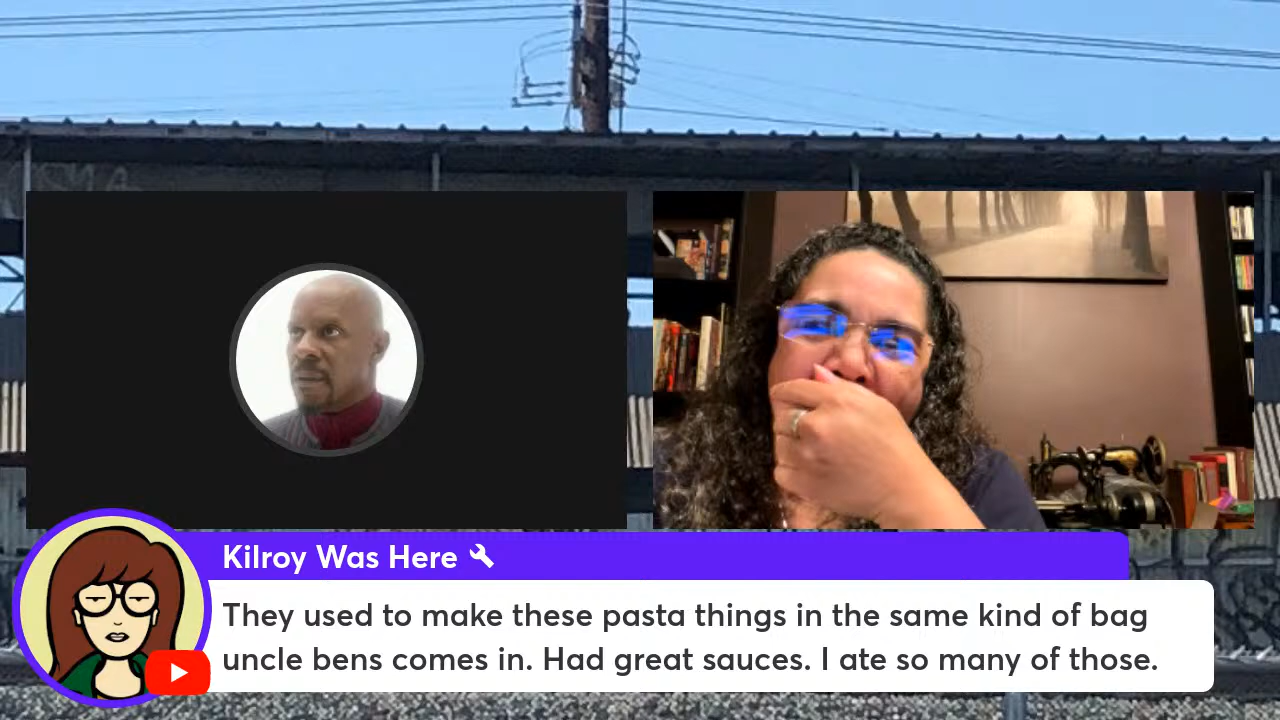 Kilroy Was Here
They used to make these pasta things in the same kind of bag
uncle bens comes in. Had great sauces. I ate so many of those.